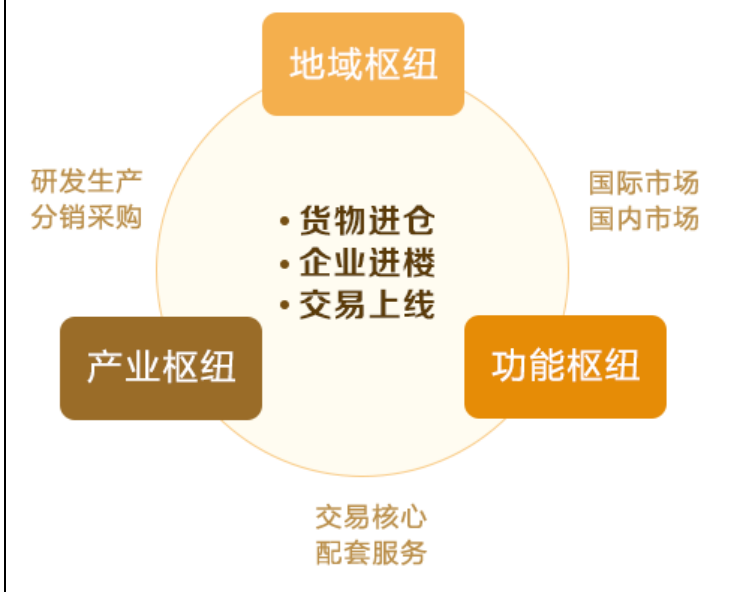 地域枢纽
研发生产
分销采购
国际市场
国内市场
• 货物进仓
• 企业进楼
• 交易上线
产业枢纽
功能枢纽
交易核心
配套服务